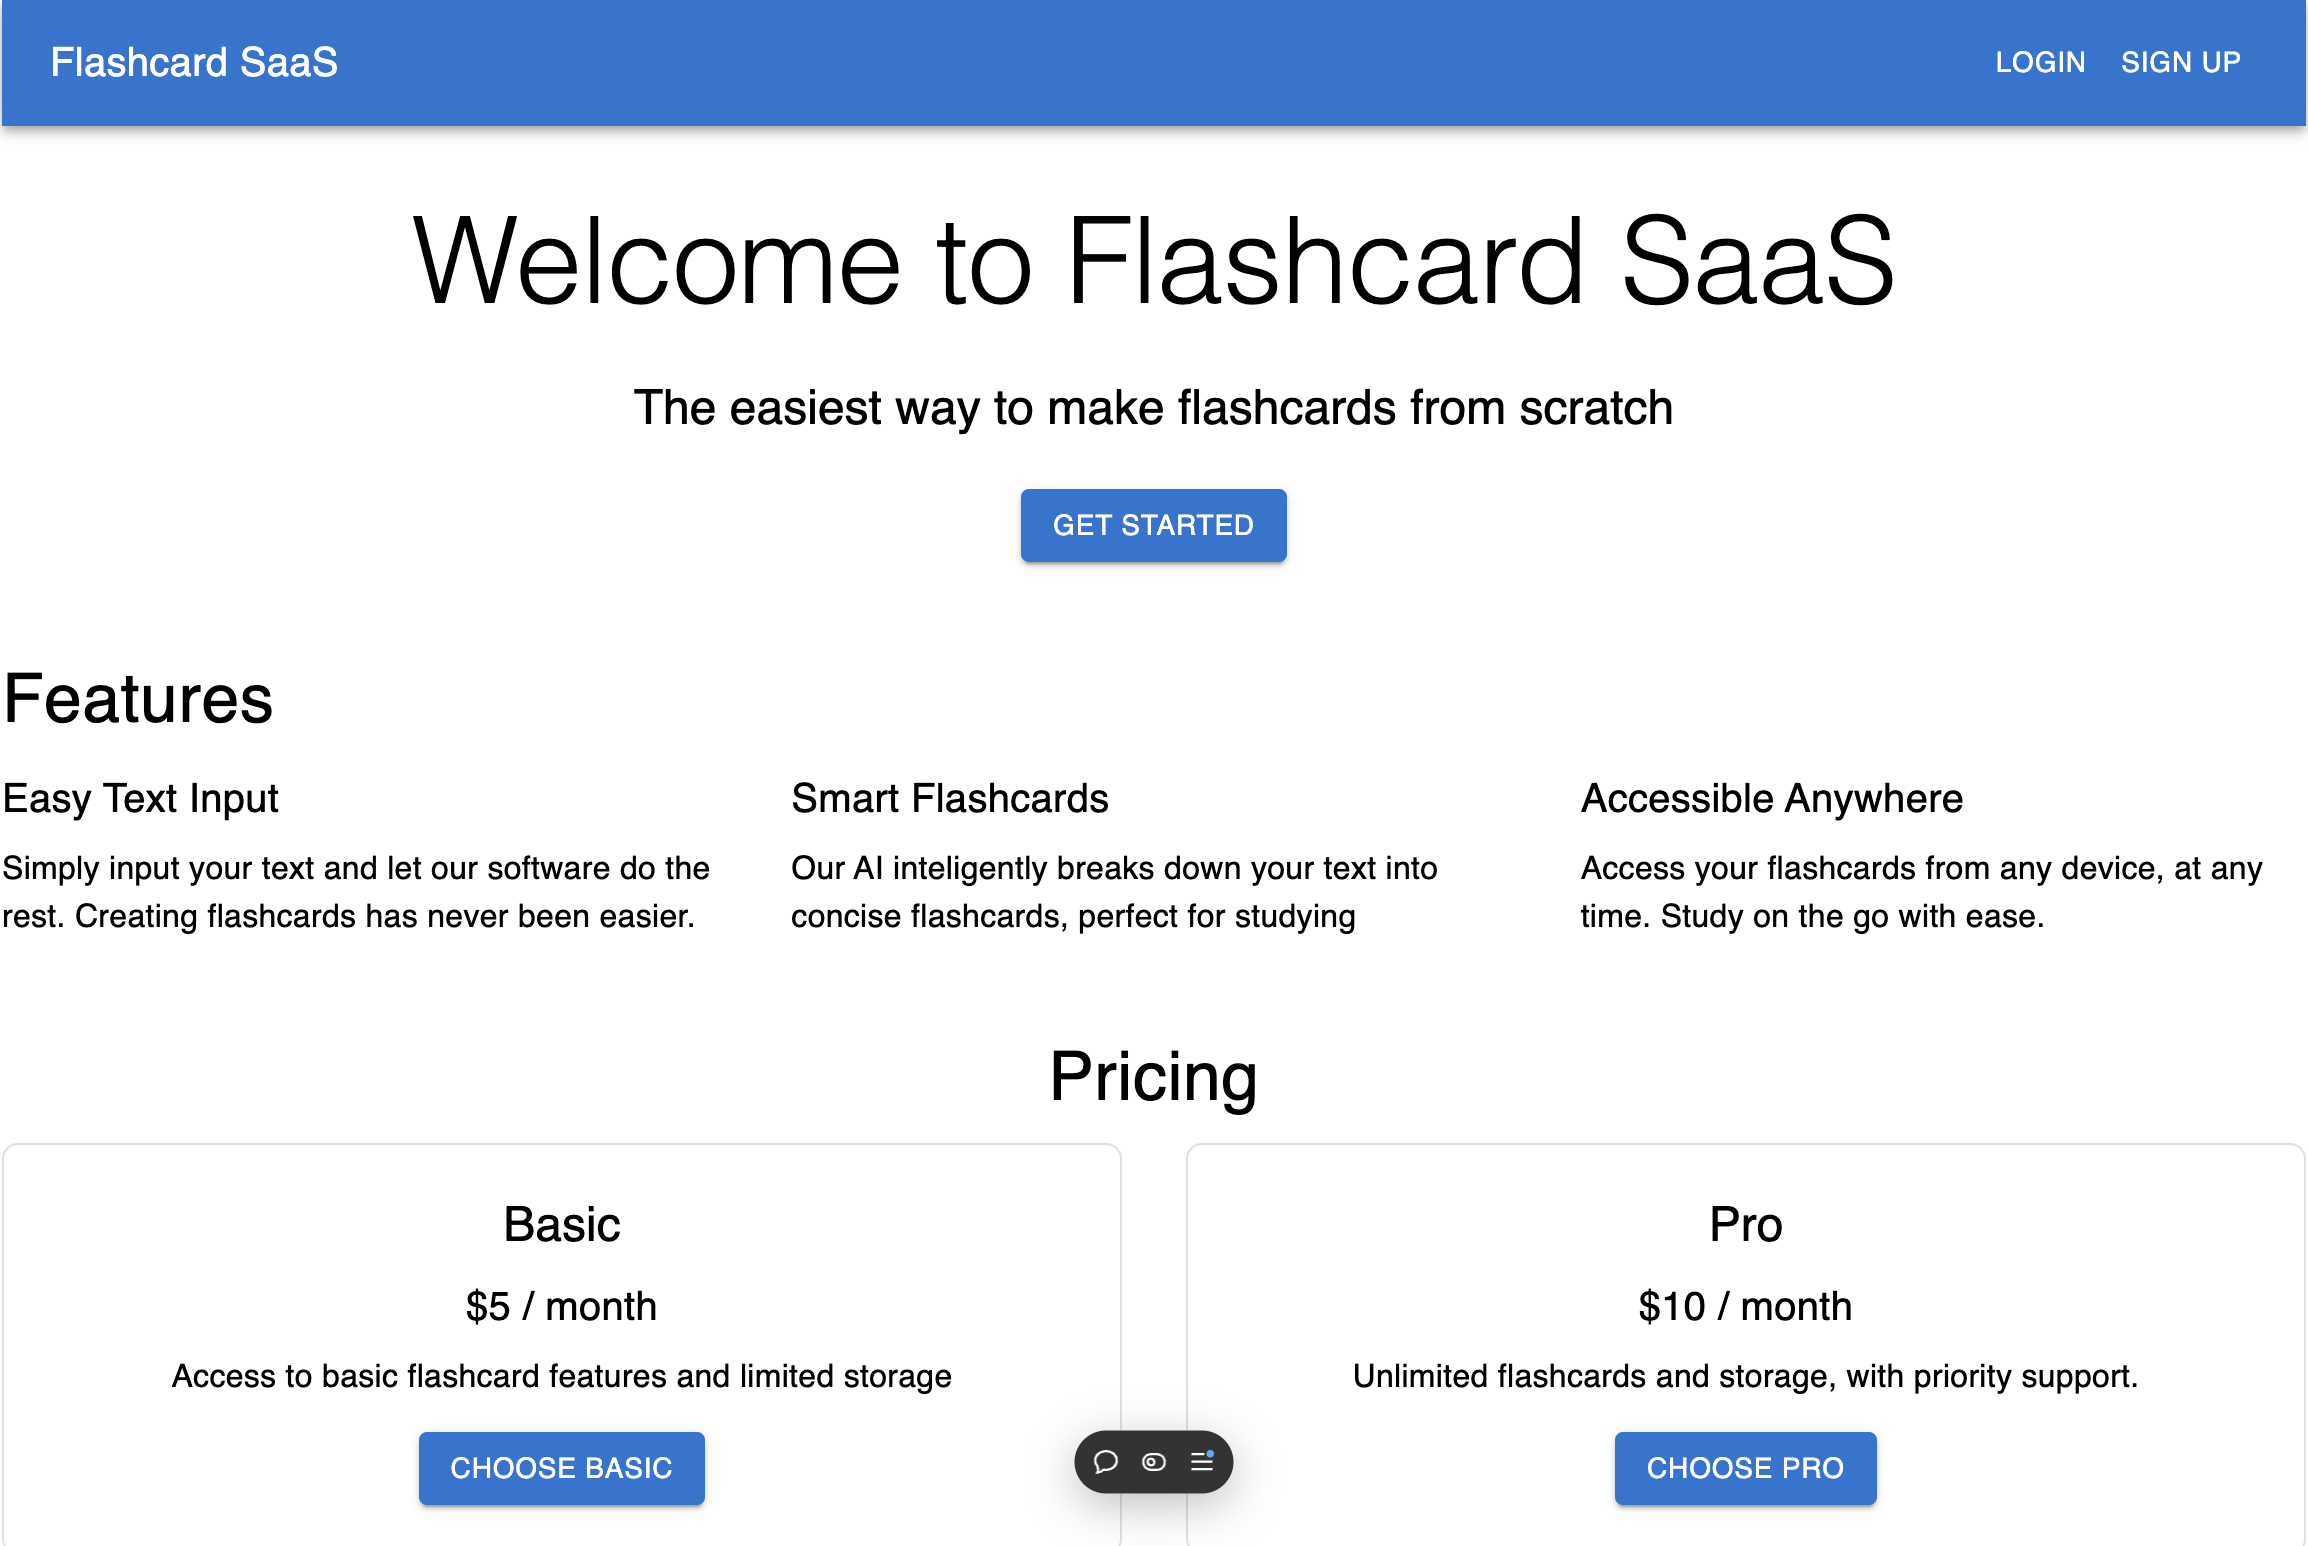 Flashcard SaaS
LOGIN SIGN UP
Welcome to Flashcard SaaS
The easiest way to make flashcards from scratch
GET STARTED
Features
Easy Text Input
Simply input your text and let our software do the
rest. Creating flashcards has never been easier.
Smart Flashcards
Our AI inteligently breaks down your text into
concise flashcards, perfect for studying
Accessible Anywhere
Access your flashcards from any device, at any
time. Study on the go with ease.
Pricing
Basic
$5 / month
Access to basic flashcard features and limited storage
CHOOSE BASIC
Pro
$10 / month
Unlimited flashcards and storage, with priority support.
CHOOSE PRO